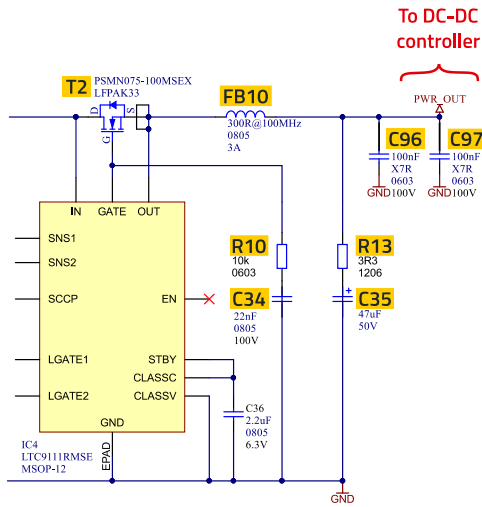 To DC-DC
controller
T2
PSMN075-100MSEX
LFPAK33
D
S
G
FB10
300R@100MHz
0805
3A
PWR_OUT
C96
100nF
X7R
0603
100V
GND
C97
100nF
X7R
0603
100V
GND
IN
GATE
OUT
SNS1
SNS2
SCCP
EN
LGATE1
LGATE2
STBY
CLASSC
CLASSV
GND
EPAD
R10
10k
0603
C34
22nF
0805
100V
R13
3R3
1206
+
C35
47uF
50V
C36
2.2uF
0805
6.3V
IC4
LTC9111RMSE
MSOP-12
GND